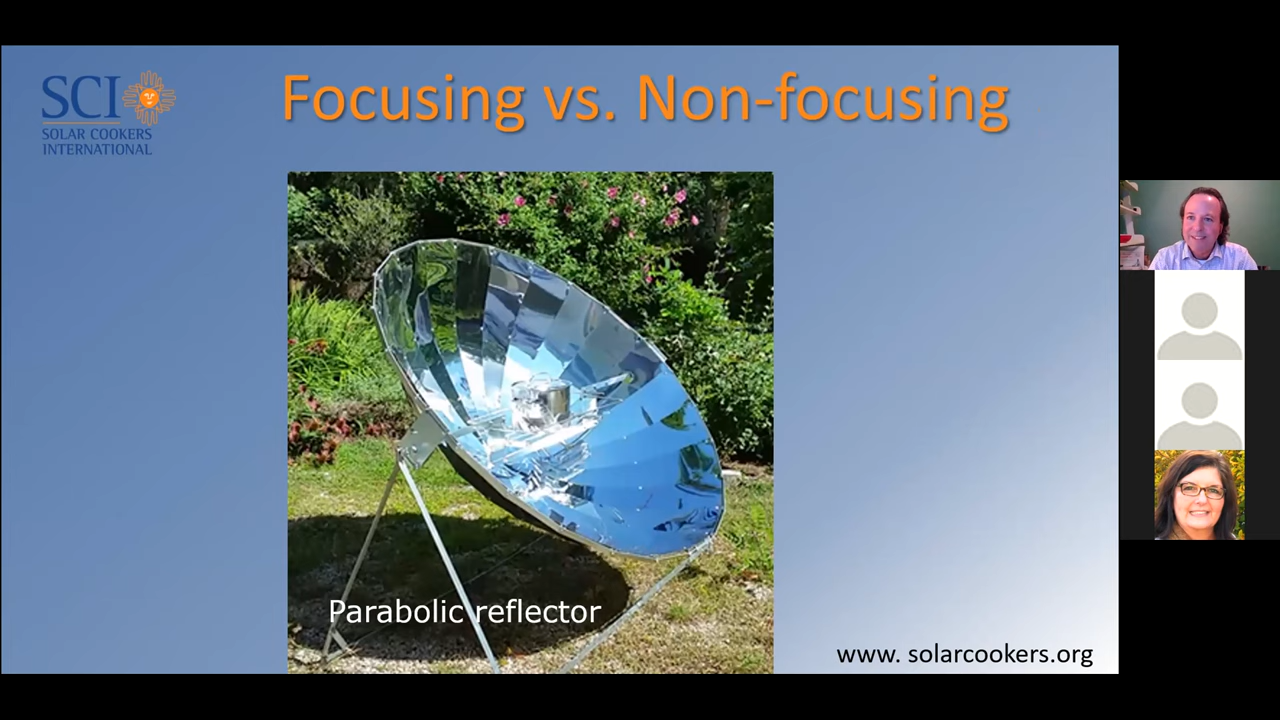 SCI
SOLAR COOKERS
INTERNATIONAL
Focusing vs. Non-focusing
Parabolic reflector
www. solarcookers.org